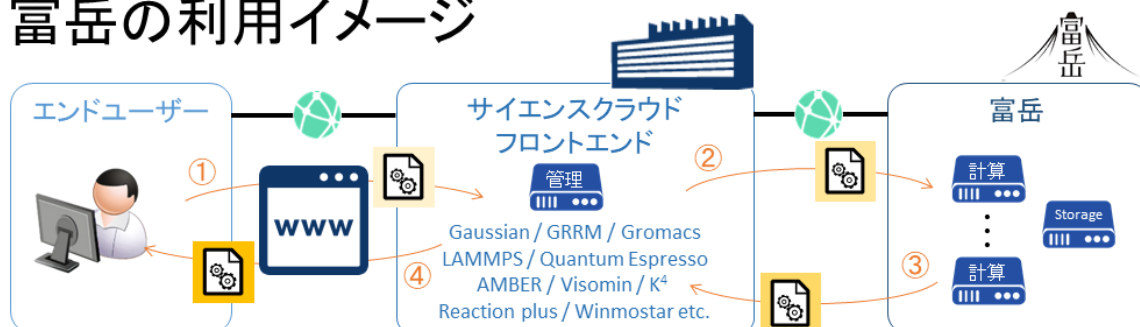 富岳の利用イメージ
富岳
エンドユーザー
サイエンスクラウド
フロントエンド
富岳
①
②
管理
計算
www
Storage
Gaussian / GRRM / Gromacs
LAMMPS / Quantum Espresso
④
③
計算
AMBER / Visomin / K⁴
Reaction plus / Winmostar etc.